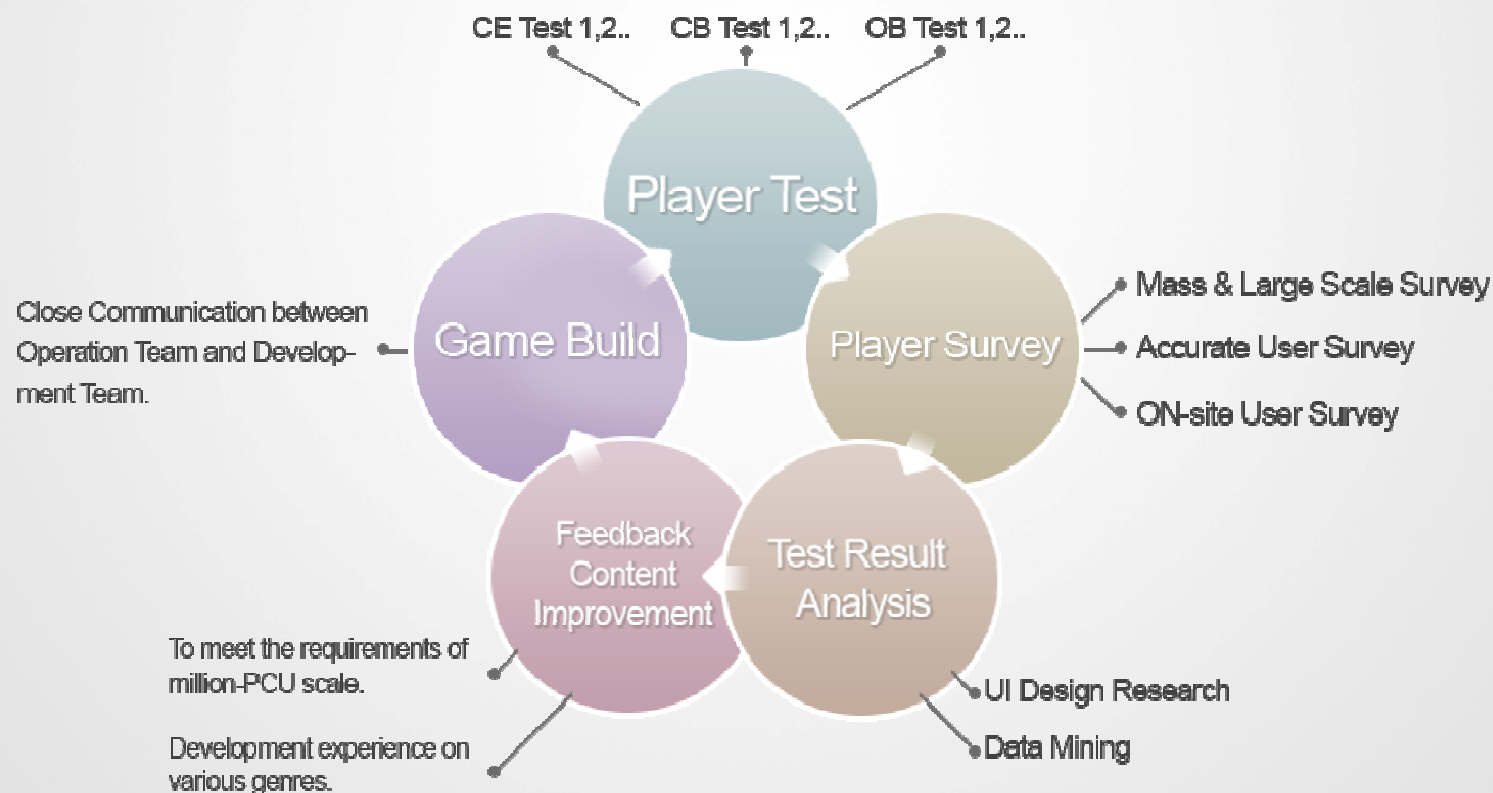 CE Test 1,2.. CB Test 1,2.. OB Test 1,2..
Player Test
Game Build
Close Communication between
Operation Team and Develop-
ment Team.
Player Survey
Mass & Large Scale Survey
Accurate User Survey
ON-site User Survey
Feedback
Content
Improvement
To meet the requirements of
million-PCU scale.
Development experience on
various genres.
Test Result
Analysis
UI Design Research
Data Mining